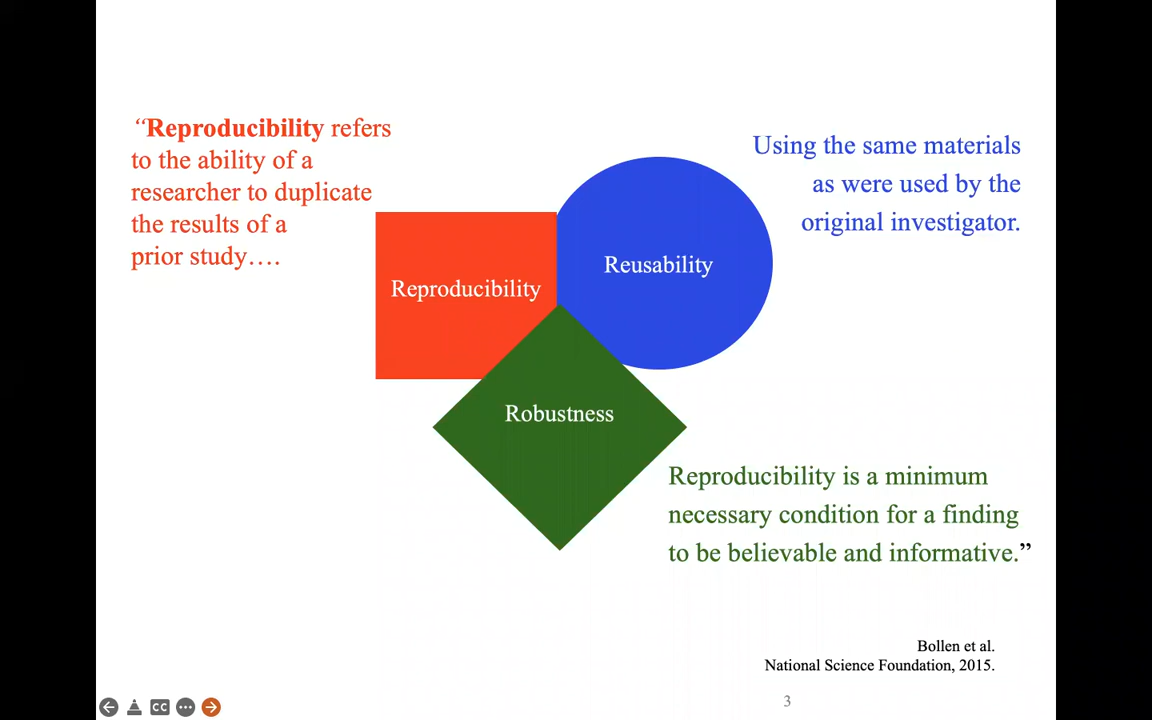 “Reproducibility refers
to the ability of a
researcher to duplicate
the results of a
prior study….
Using the same materials
as were used by the
original investigator.
Reproducibility
Reusability
Robustness
Reproducibility is a minimum
necessary condition for a finding
to be believable and informative.”
Bollen et al.
National Science Foundation, 2015.
3
CC